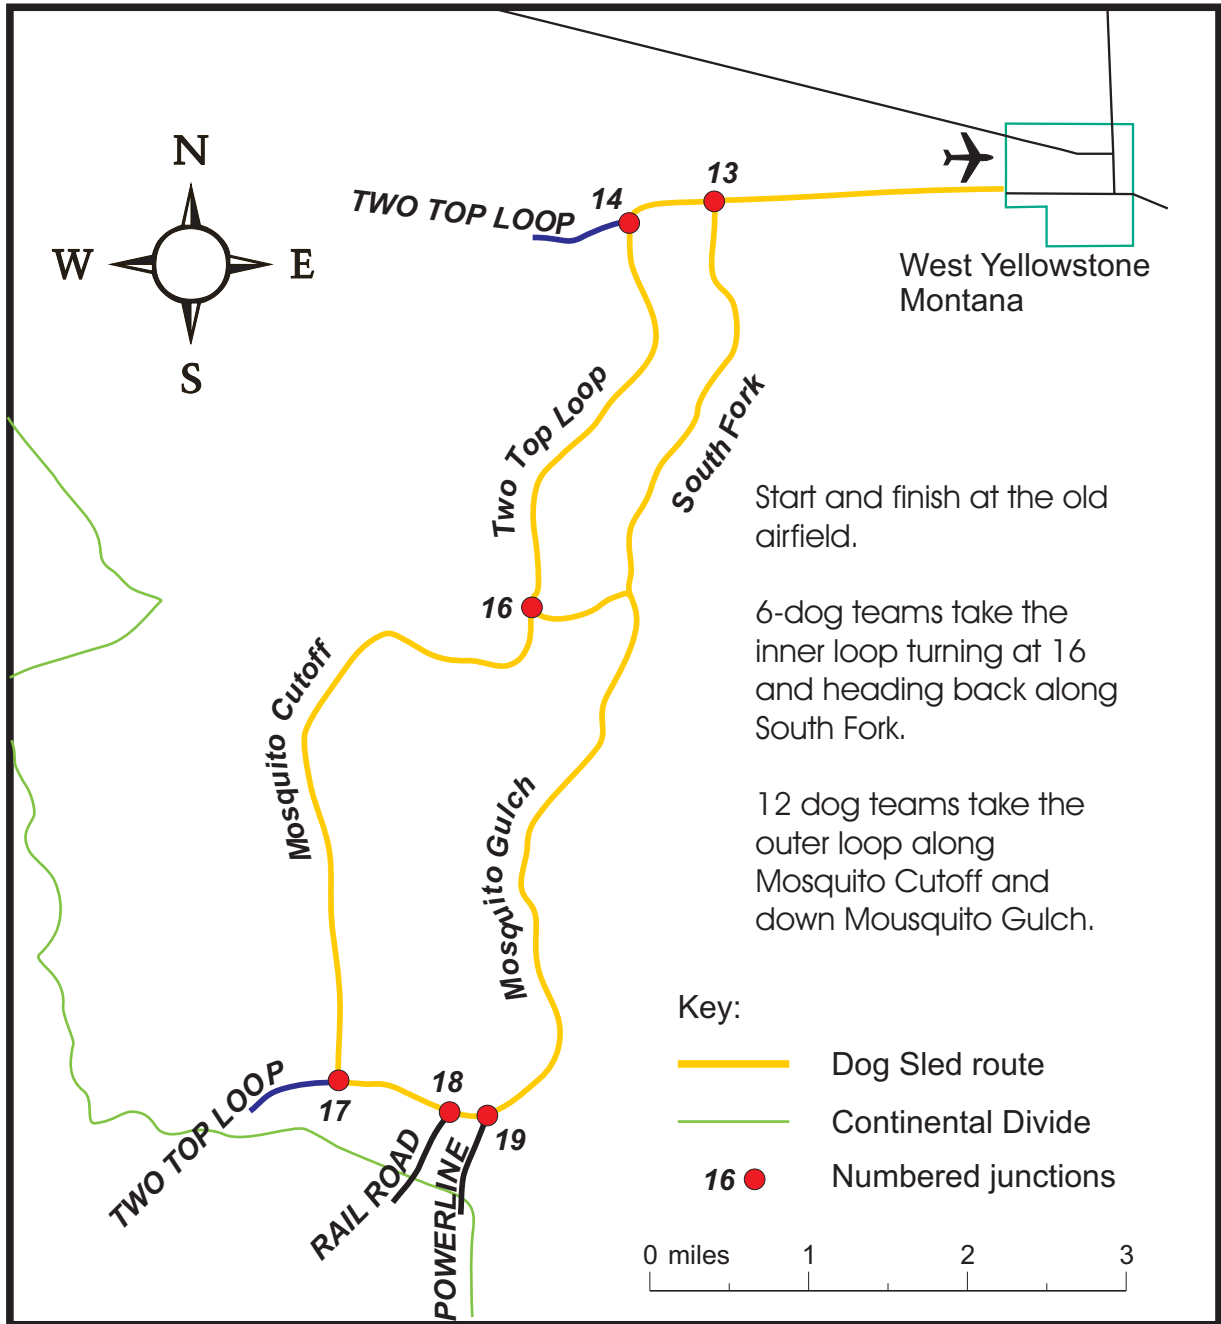 N
W
E
S
TWO TOP LOOP
14
13
West Yellowstone
Montana
Two Top Loop
South Fork
Start and finish at the old
airfield.
6-dog teams take the
inner loop turning at 16
and heading back along
South Fork.
12 dog teams take the
outer loop along
Mosquito Cutoff and
down Mousquito Gulch.
16
Mosquito Cutoff
Mosquito Gulch
TWO TOP LOOP
17
18
19
RAIL ROAD
POWERLINE
Key:
Dog Sled route
Continental Divide
16
Numbered junctions
0 miles 1 2 3